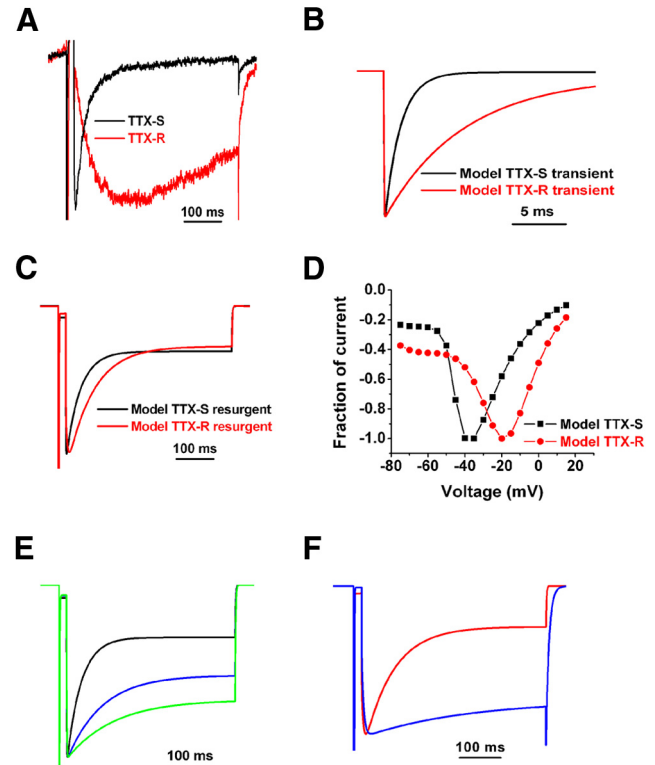 A
TTX-S
TTX-R
100 ms
B
Model TTX-S transient
Model TTX-R transient
5 ms
C
Model TTX-S resurgent
Model TTX-R resurgent
100 ms
D
Fraction of current
0.0
-0.2
-0.4
-0.6
-0.8
-1.0
Model TTX-S
Model TTX-R
-80 -60 -40 -20 0 20
Voltage (mV)
E
100 ms
F
100 ms